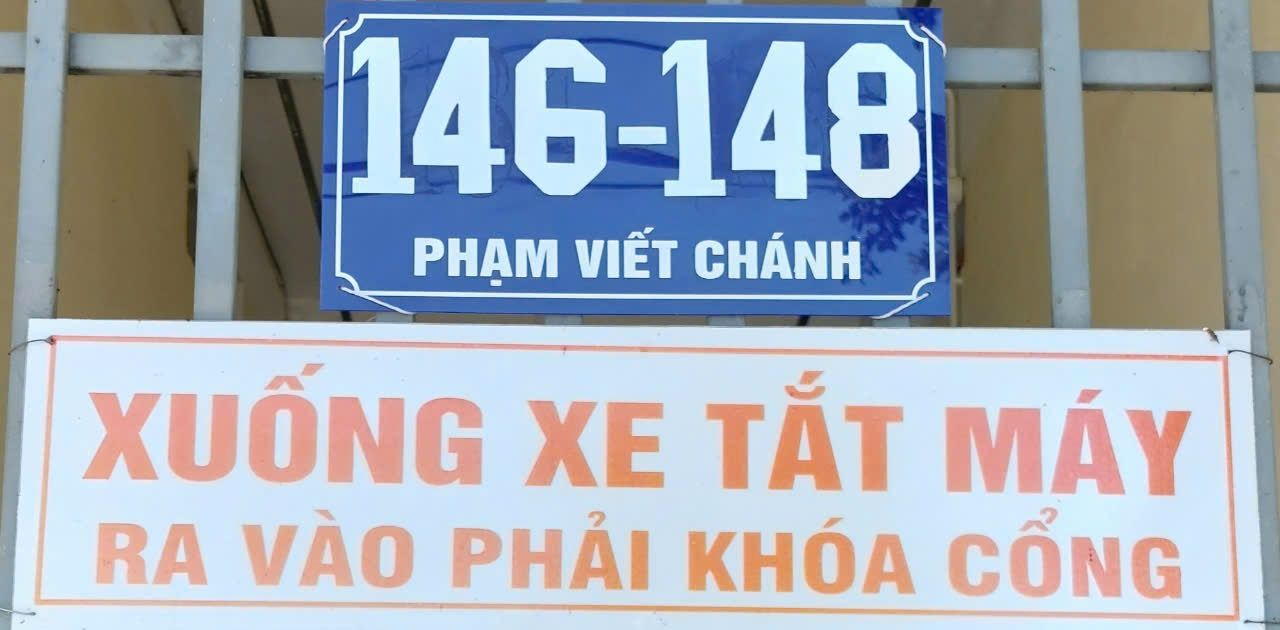 146-148
PHẠM VIẾT CHÁNH
XUỐNG XE TẮT MÁY
RA VÀO PHẢI KHÓA CỔNG